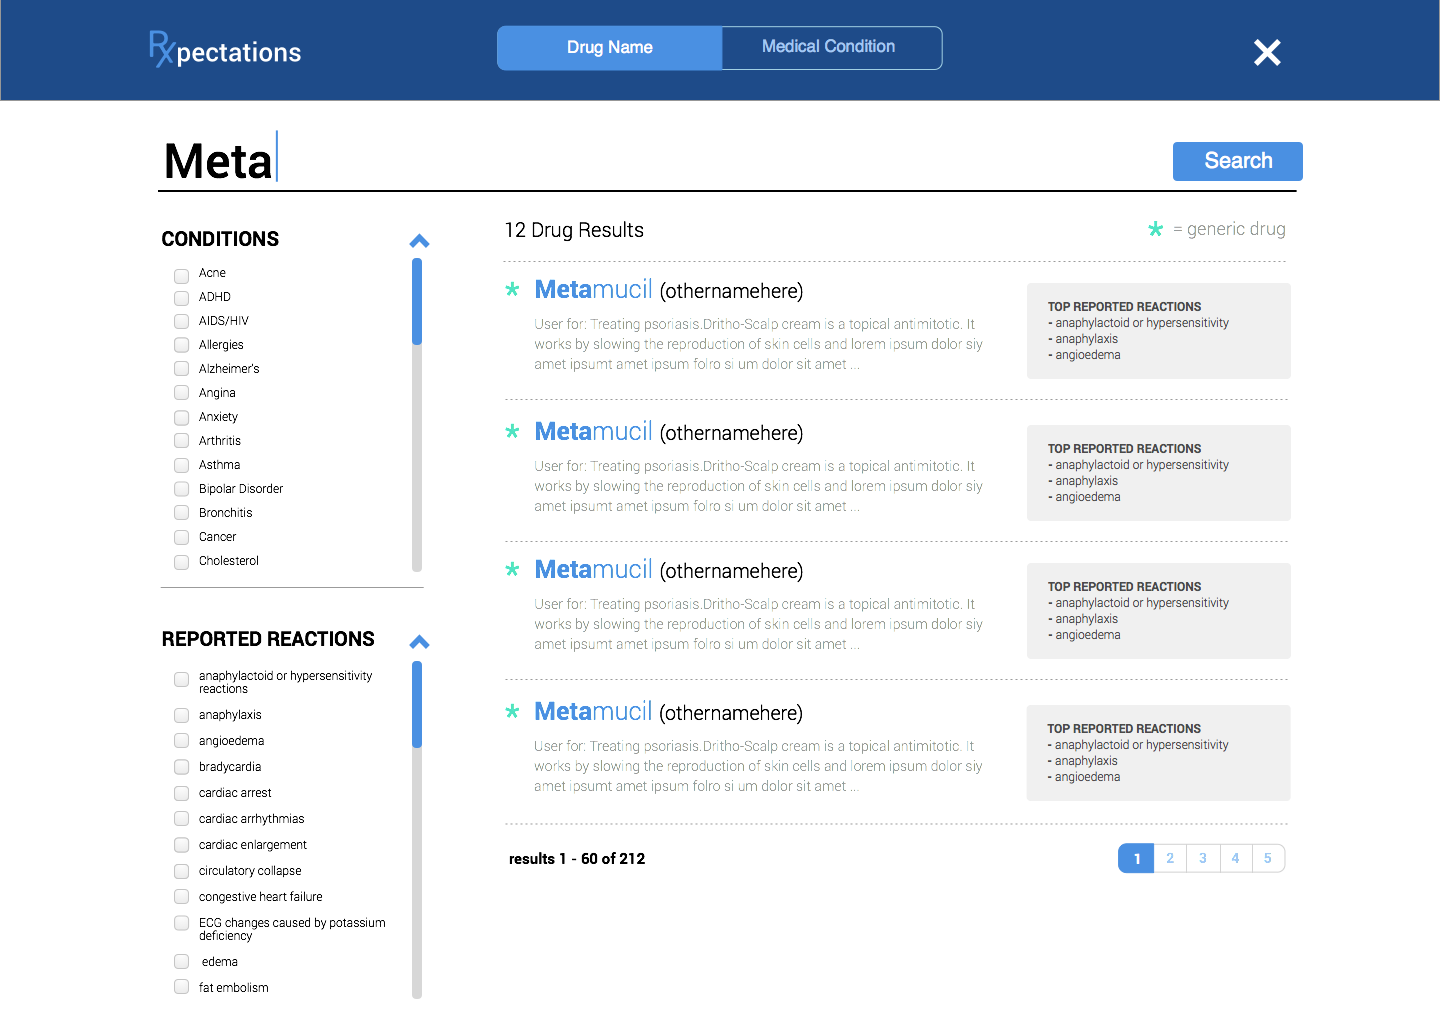 Rxpectations
Drug Name
Medical Condition
Meta
Search
CONDITIONS
Acne
ADHD
AIDS/HIV
Allergies
Alzheimer's
Angina
Anxiety
Arthritis
Asthma
Bipolar Disorder
Bronchitis
Cancer
Cholesterol
REPORTED REACTIONS
anaphylactoid or hypersensitivity
reactions
anaphylaxis
angioedema
bradycardia
cardiac arrest
cardiac arrhythmias
cardiac enlargement
circulatory collapse
congestive heart failure
ECG changes caused by potassium
deficiency
edema
fat embolism
12 Drug Results
* = generic drug
* Metamucil (othernamehere)
User for: Treating psoriasis.Dritho-Scalp cream is a topical antimitotic. It
works by slowing the reproduction of skin cells and lorem ipsum dolor siy
amet ipsumt amet ipsum folro si um dolor sit amet ...
TOP REPORTED REACTIONS
- anaphylactoid or hypersensitivity
- anaphylaxis
- angioedema
* Metamucil (othernamehere)
User for: Treating psoriasis.Dritho-Scalp cream is a topical antimitotic. It
works by slowing the reproduction of skin cells and lorem ipsum dolor siy
amet ipsumt amet ipsum folro si um dolor sit amet ...
TOP REPORTED REACTIONS
- anaphylactoid or hypersensitivity
- anaphylaxis
- angioedema
* Metamucil (othernamehere)
User for: Treating psoriasis.Dritho-Scalp cream is a topical antimitotic. It
works by slowing the reproduction of skin cells and lorem ipsum dolor siy
amet ipsumt amet ipsum folro si um dolor sit amet ...
TOP REPORTED REACTIONS
- anaphylactoid or hypersensitivity
- anaphylaxis
- angioedema
* Metamucil (othernamehere)
User for: Treating psoriasis.Dritho-Scalp cream is a topical antimitotic. It
works by slowing the reproduction of skin cells and lorem ipsum dolor siy
amet ipsumt amet ipsum folro si um dolor sit amet ...
TOP REPORTED REACTIONS
- anaphylactoid or hypersensitivity
- anaphylaxis
- angioedema
results 1 - 60 of 212
1 2 3 4 5